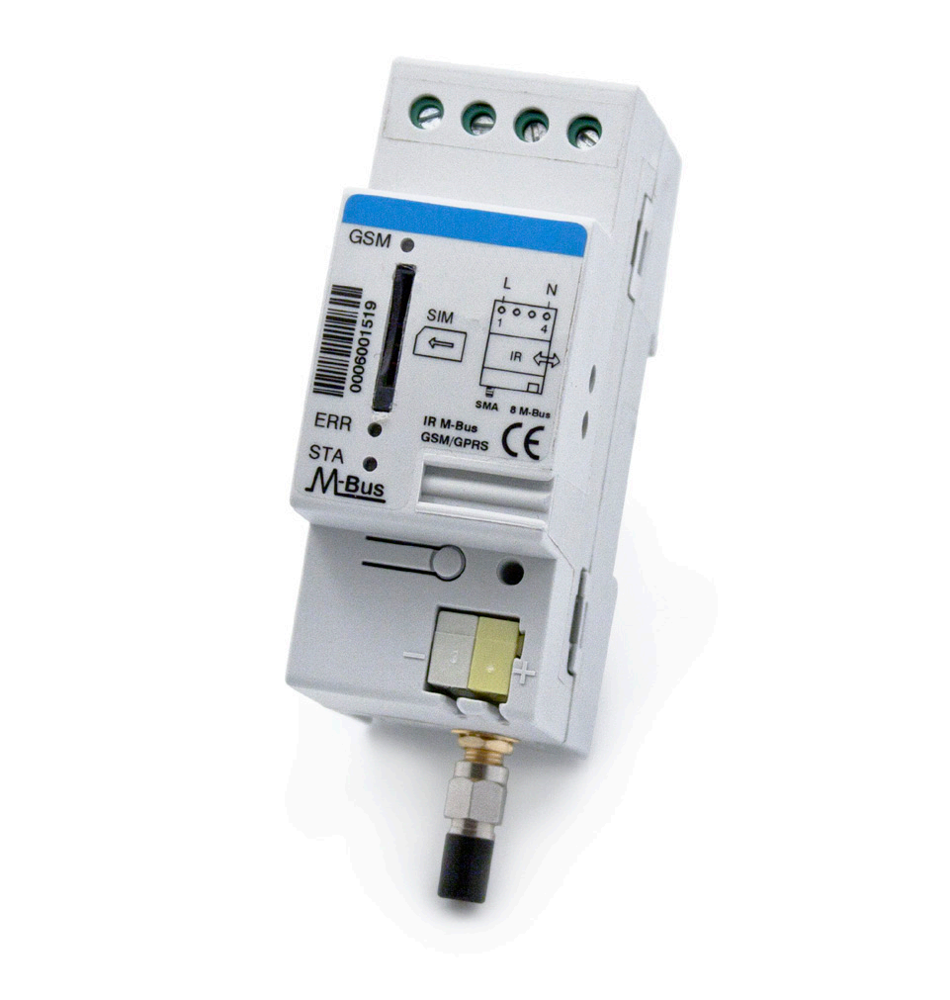 GSM
0006001519
SIM
L N
1 4
IR
SMA 8 M-Bus
ERR
IR M-Bus
GSM/GPRS
CE
STA
M-Bus
- +